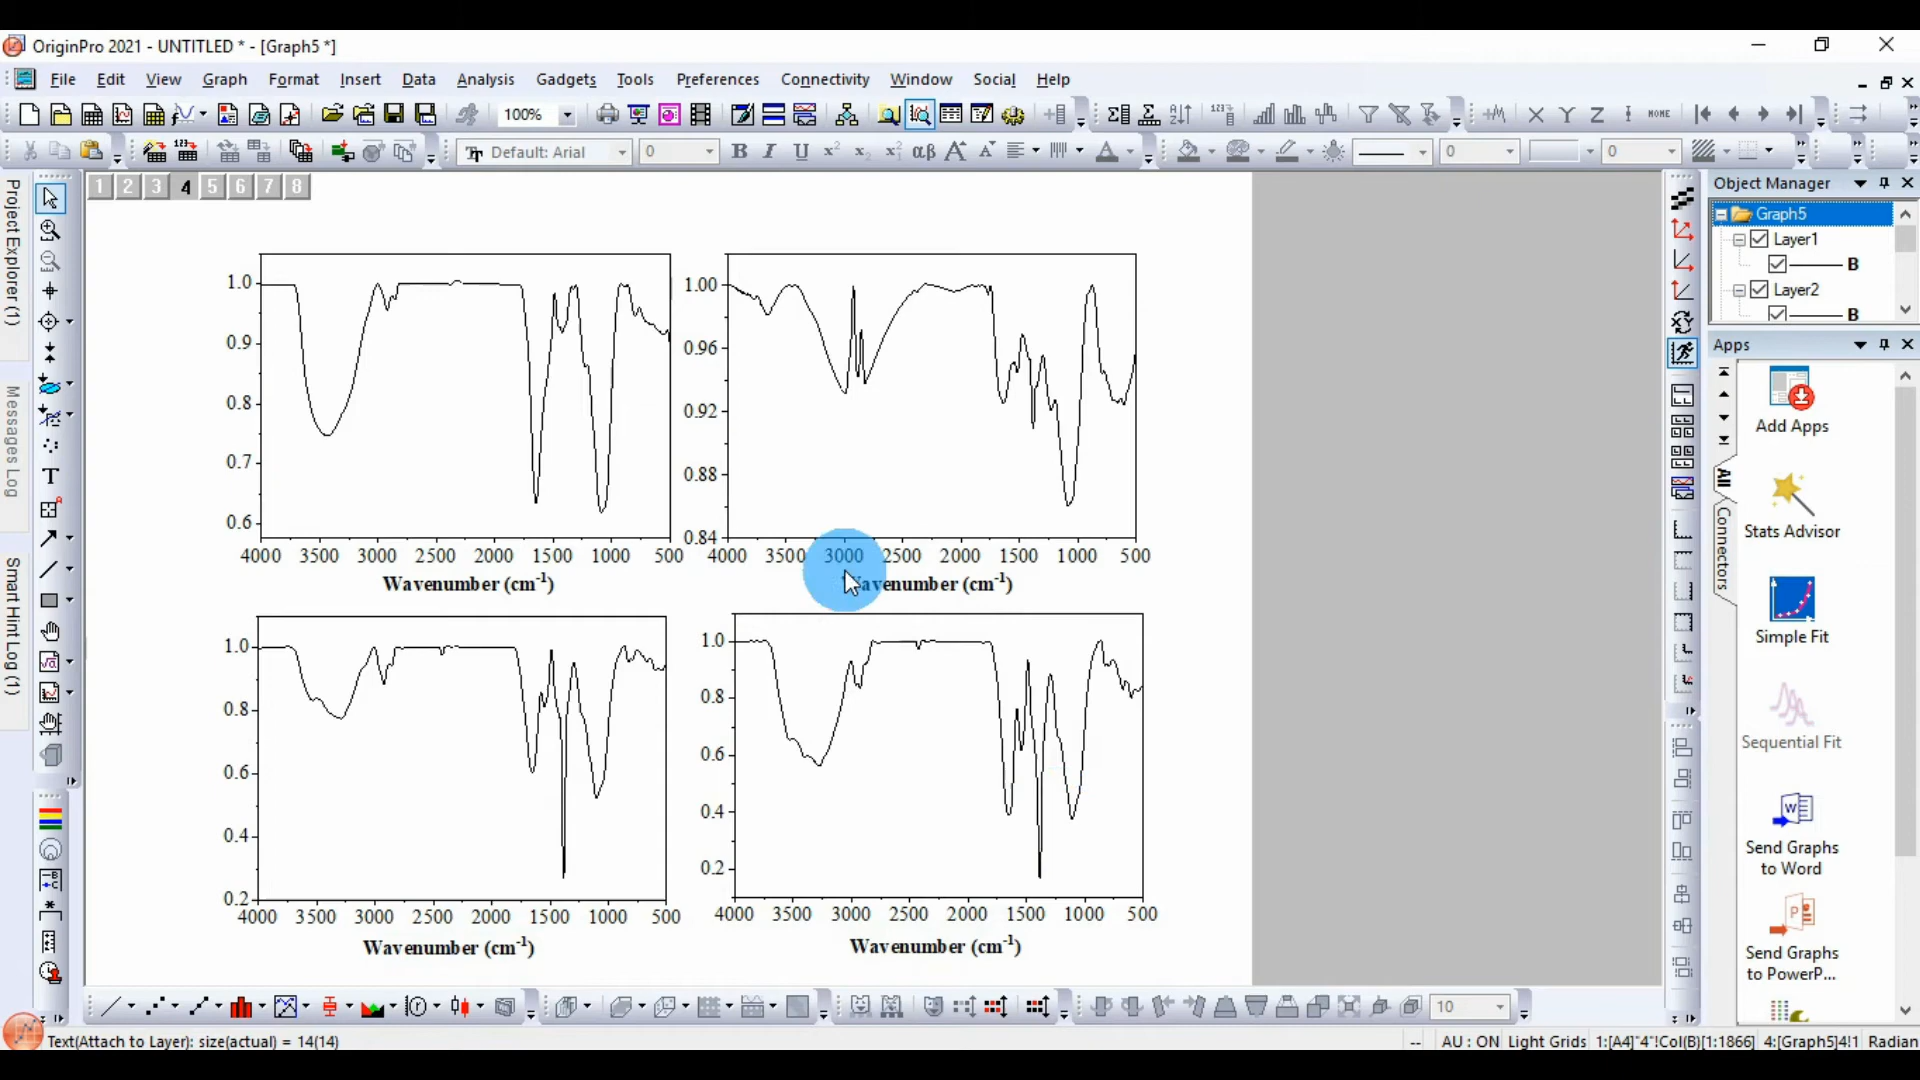 OriginPro 2021 - UNTITLED * - [Graph5 *]
File Edit View Graph Format Insert Data Analysis Gadgets Tools Preferences Connectivity Window Social Help
100% HOME
Default: Arial 0 B I U αβ A A A 0 0
1 2 3 4 5 6 7 8
Project Explorer (1)
Messages Log
Smart Hint Log (1)
1.0
0.9
0.8
0.7
0.6
4000 3500 3000 2500 2000 1500 1000 500
Wavenumber (cm⁻¹)
1.00
0.96
0.92
0.88
0.84
4000 3500 3000 2500 2000 1500 1000 500
Wavenumber (cm⁻¹)
1.0
0.8
0.6
0.4
0.2
4000 3500 3000 2500 2000 1500 1000 500
Wavenumber (cm⁻¹)
1.0
0.8
0.6
0.4
0.2
4000 3500 3000 2500 2000 1500 1000 500
Wavenumber (cm⁻¹)
Object Manager
Graph5
Layer1
B
Layer2
B
Apps
All
Connectors
Add Apps
Stats Advisor
Simple Fit
Sequential Fit
Send Graphs
to Word
Send Graphs
to PowerP...
10
Text(Attach to Layer): size(actual) = 14(14)
-- AU : ON Light Grids 1:[A4]"4"!Col(B)[1:1866] 4:[Graph5]4!1 Radian